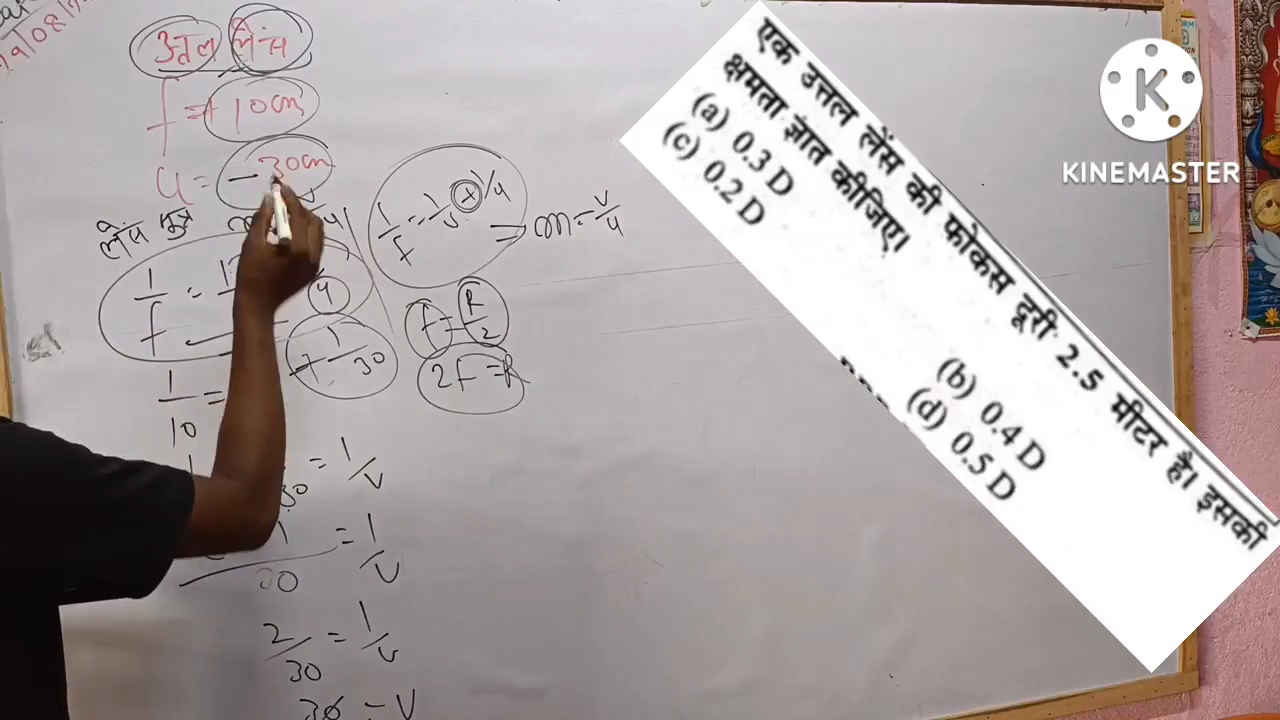 उत्तल लेंस
f = + 10cm
u = - 30cm
लेंस सूत्र
1/f = 1/v + 1/u
= m = v/u
f = R/2
2f = R
+ 1/-30
1/10 =
= 1/v
1/30 = 1/v
2/30 = 1/v
30 = v
एक उत्तल लेंस की फोकस दूरी 2.5 मीटर है। इसकी
क्षमता ज्ञात कीजिए।
(a) 0.3 D (b) 0.4 D
(c) 0.2 D (d) 0.5 D
K
KINEMASTER